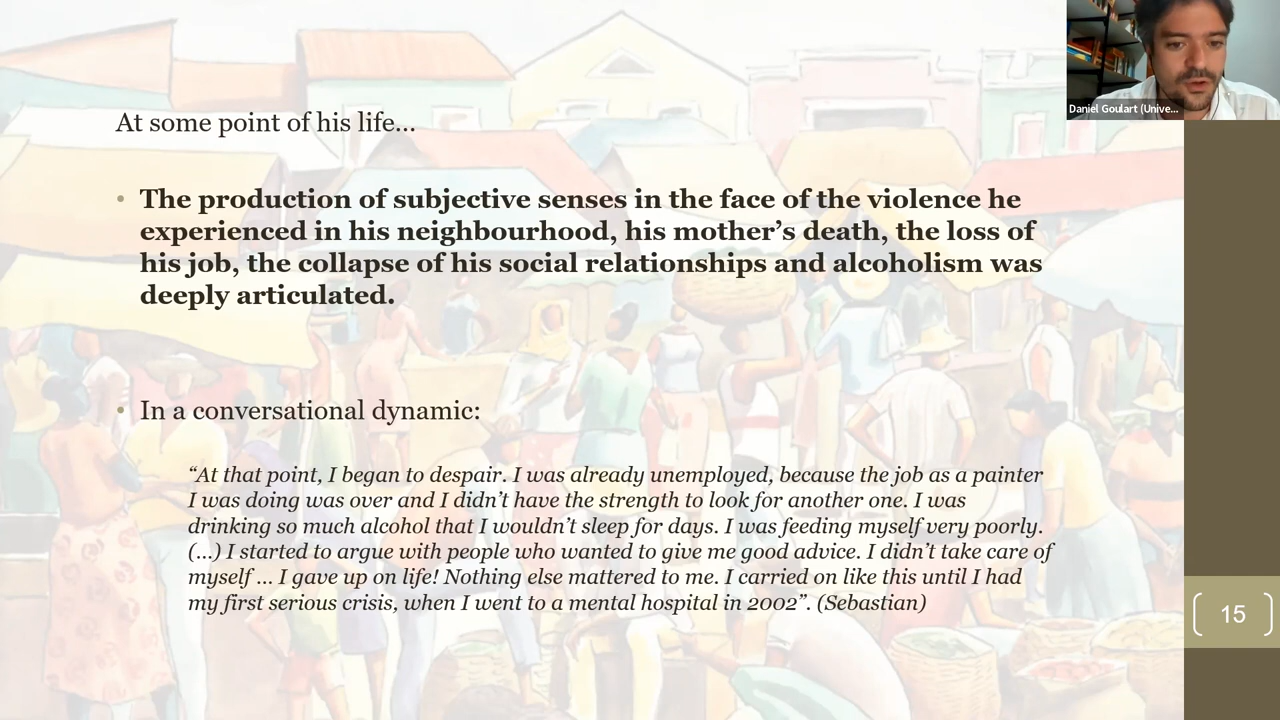 Daniel Goulart (Unive...
At some point of his life…
• The production of subjective senses in the face of the violence he
experienced in his neighbourhood, his mother’s death, the loss of
his job, the collapse of his social relationships and alcoholism was
deeply articulated.
• In a conversational dynamic:
“At that point, I began to despair. I was already unemployed, because the job as a painter
I was doing was over and I didn’t have the strength to look for another one. I was
drinking so much alcohol that I wouldn’t sleep for days. I was feeding myself very poorly.
(…) I started to argue with people who wanted to give me good advice. I didn’t take care of
myself … I gave up on life! Nothing else mattered to me. I carried on like this until I had
my first serious crisis, when I went to a mental hospital in 2002”. (Sebastian)
15